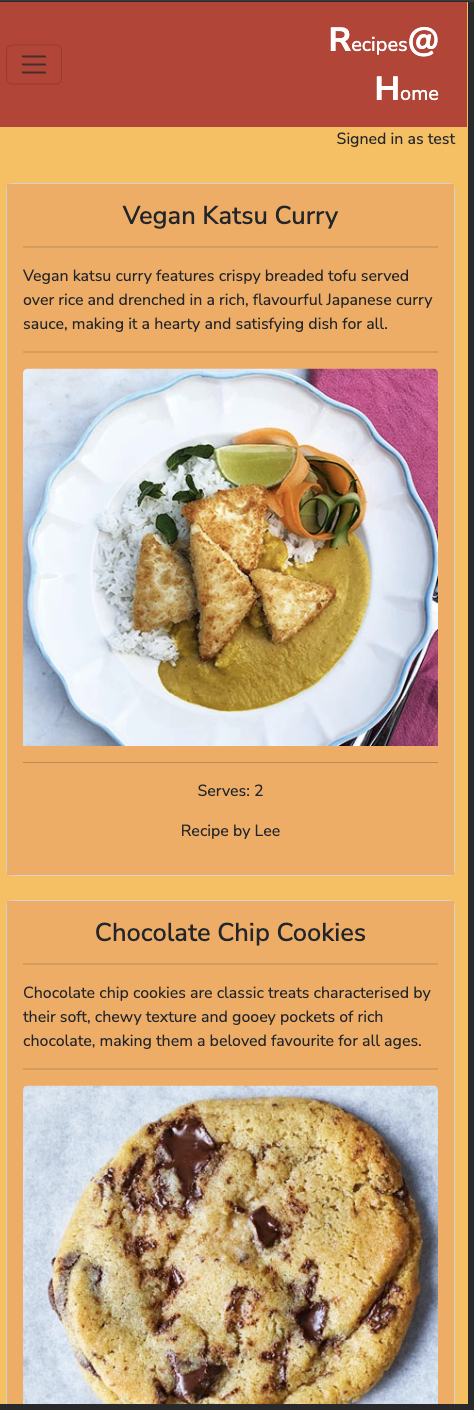 Recipes@
Home
Signed in as test
Vegan Katsu Curry
Vegan katsu curry features crispy breaded tofu served
over rice and drenched in a rich, flavourful Japanese curry
sauce, making it a hearty and satisfying dish for all.
Serves: 2
Recipe by Lee
Chocolate Chip Cookies
Chocolate chip cookies are classic treats characterised by
their soft, chewy texture and gooey pockets of rich
chocolate, making them a beloved favourite for all ages.